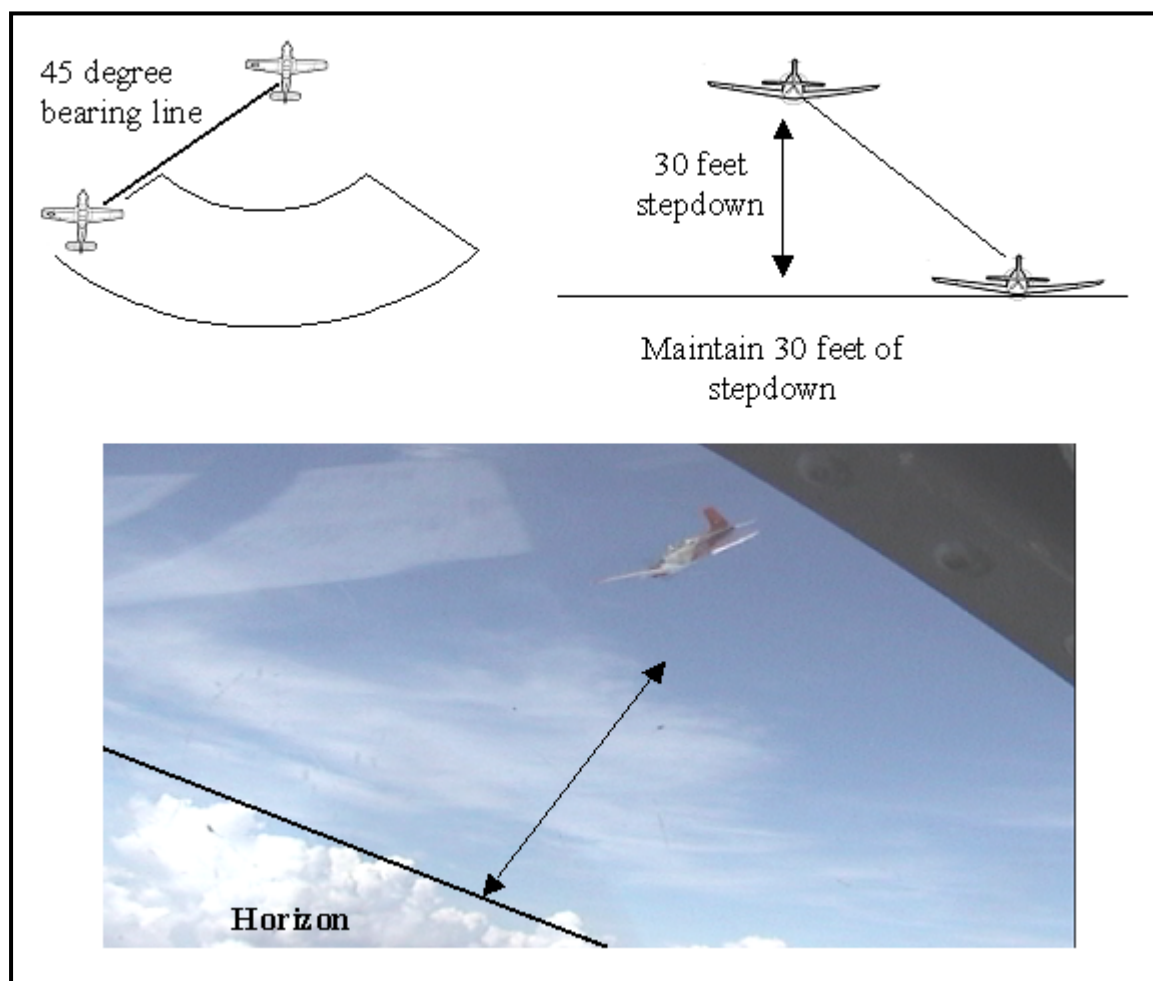 45 degree
bearing line
30 feet
stepdown
Maintain 30 feet of
stepdown
Horizon